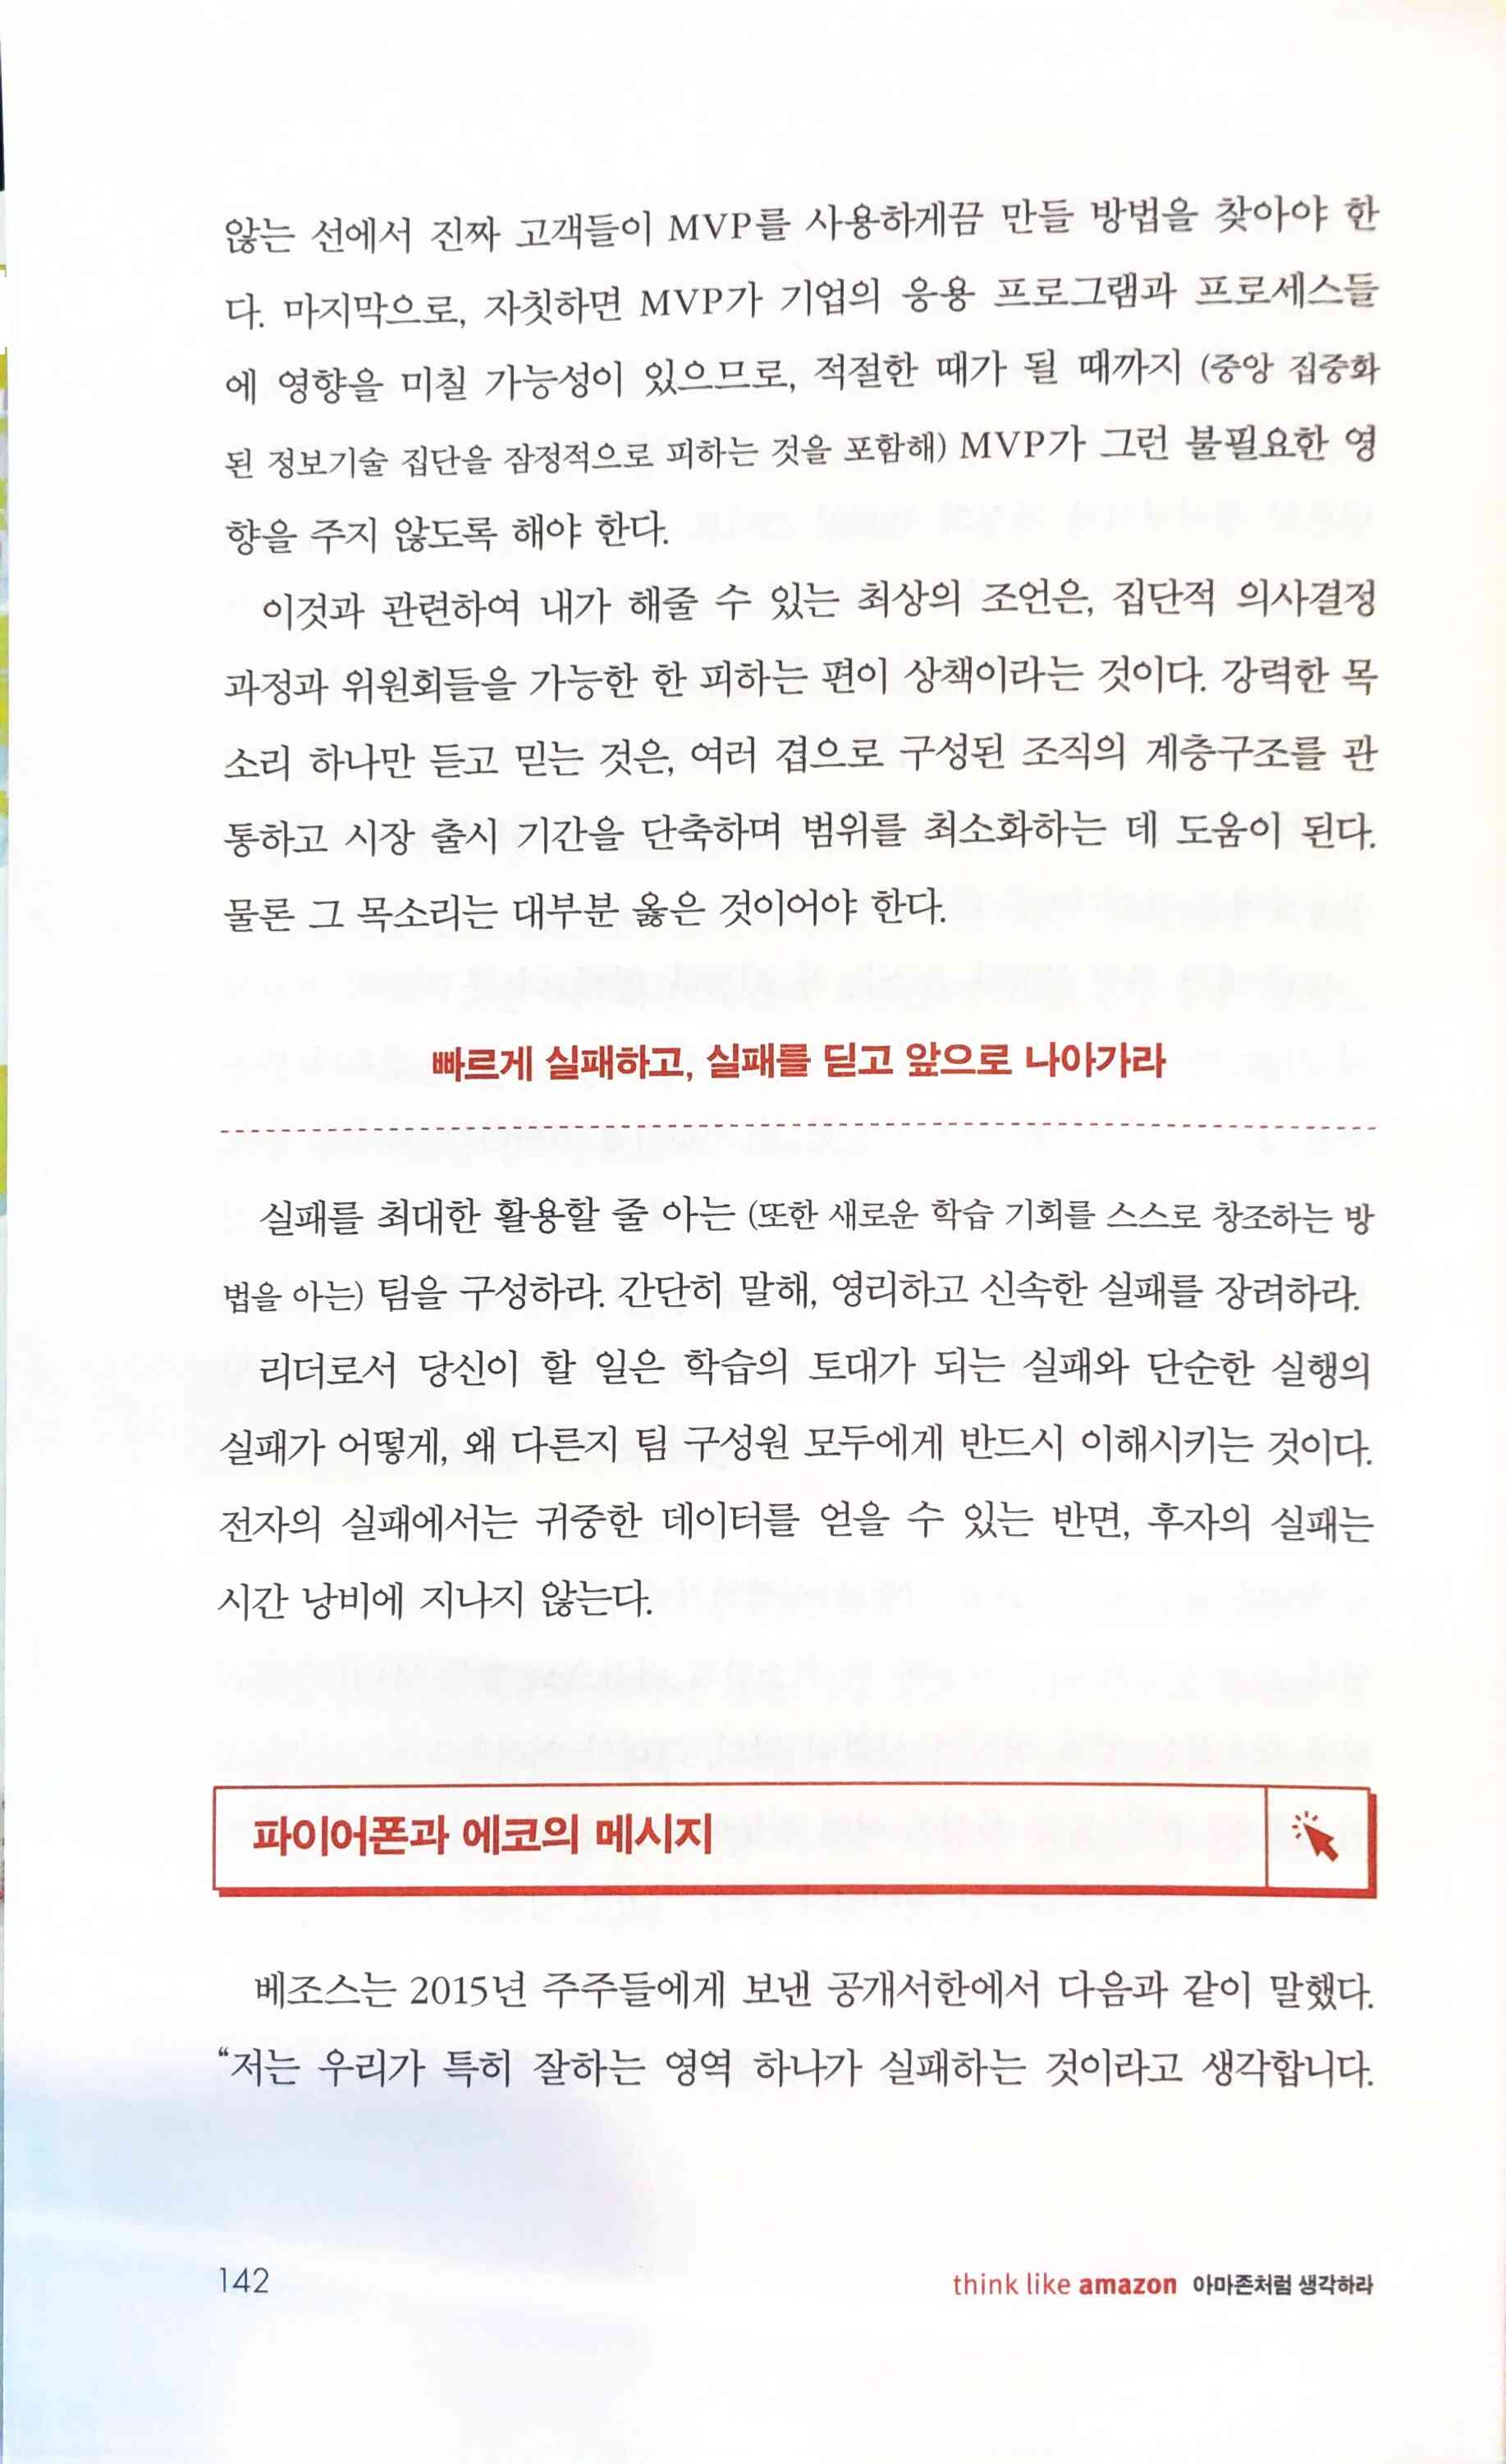 않는 선에서 진짜 고객들이 MVP를 사용하게끔 만들 방법을 찾아야 한
다. 마지막으로, 자칫하면 MVP가 기업의 응용 프로그램과 프로세스들
에 영향을 미칠 가능성이 있으므로, 적절한 때가 될 때까지 (중앙 집중화
된 정보기술 집단을 잠정적으로 피하는 것을 포함해) MVP가 그런 불필요한 영
향을 주지 않도록 해야 한다.
이것과 관련하여 내가 해줄 수 있는 최상의 조언은, 집단적 의사결정
과정과 위원회들을 가능한 한 피하는 편이 상책이라는 것이다. 강력한 목
소리 하나만 듣고 믿는 것은, 여러 겹으로 구성된 조직의 계층구조를 관
통하고 시장 출시 기간을 단축하며 범위를 최소화하는 데 도움이 된다.
물론 그 목소리는 대부분 옳은 것이어야 한다.
빠르게 실패하고, 실패를 딛고 앞으로 나아가라
실패를 최대한 활용할 줄 아는 (또한 새로운 학습 기회를 스스로 창조하는 방
법을 아는) 팀을 구성하라. 간단히 말해, 영리하고 신속한 실패를 장려하라.
리더로서 당신이 할 일은 학습의 토대가 되는 실패와 단순한 실행의
실패가 어떻게, 왜 다른지 팀 구성원 모두에게 반드시 이해시키는 것이다.
전자의 실패에서는 귀중한 데이터를 얻을 수 있는 반면, 후자의 실패는
시간 낭비에 지나지 않는다.
파이어폰과 에코의 메시지
베조스는 2015년 주주들에게 보낸 공개서한에서 다음과 같이 말했다.
“저는 우리가 특히 잘하는 영역 하나가 실패하는 것이라고 생각합니다.
142
think like amazon 아마존처럼 생각하라